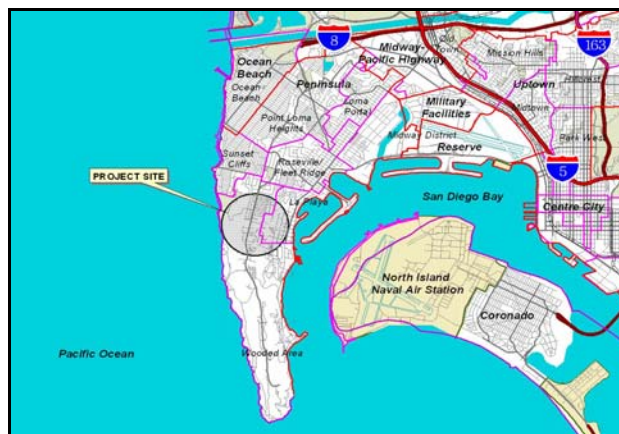 8
163
Old
Town
Mission Hills
Midway-
Pacific Highway
Ocean
Beach
Ocean
Beach
Peninsula
Uptown
Hillcrest
Loma
Portal
Military
Facilities
Midtown
Point Loma
Heights
Midway District
Park West
Reserve
Sunset
Cliffs
Roseville/
Fleet Ridge
5
PROJECT SITE
La Playa
San Diego Bay
Centre City
North Island
Naval Air Station
Coronado
Pacific Ocean
Wooded Area